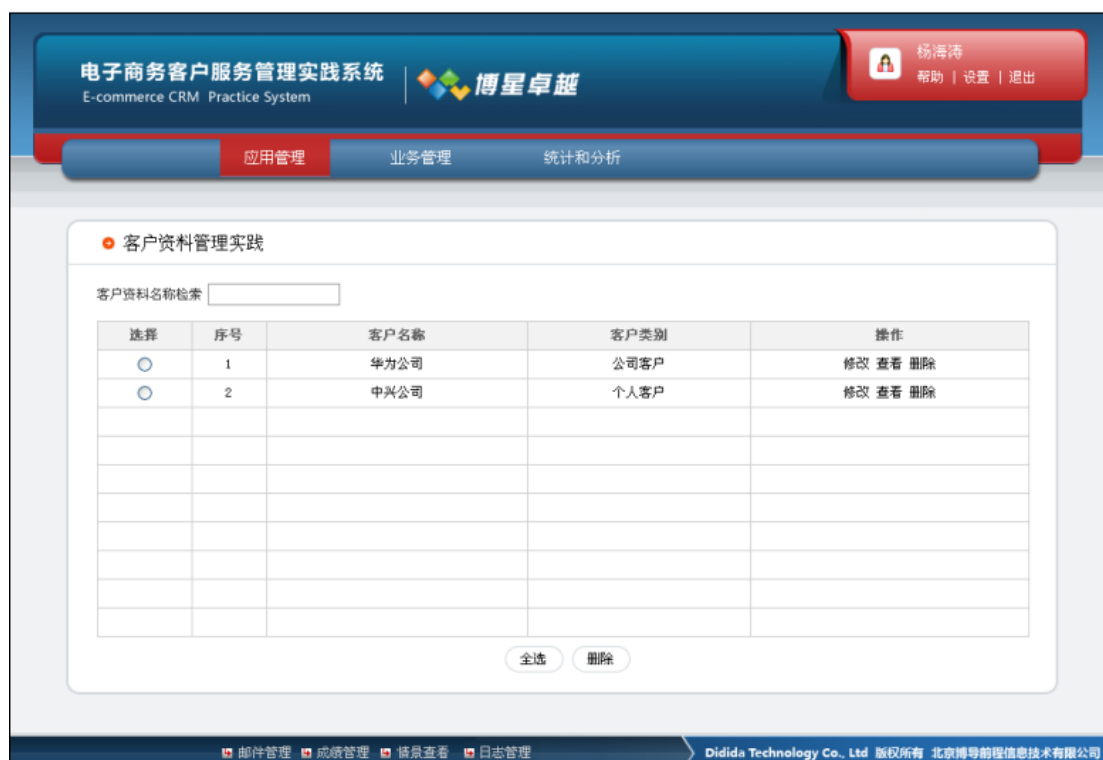 电子商务客户服务管理实践系统
E-commerce CRM Practice System
博星卓越
杨海涛
帮助 | 设置 | 退出
应用管理 业务管理 统计和分析
客户资料管理实践
客户资料名称检索
选择 序号 客户名称 客户类别 操作
1 华为公司 公司客户 修改 查看 删除
2 中兴公司 个人客户 修改 查看 删除
全选 删除
邮件管理 成绩管理 情景查看 日志管理
Didida Technology Co., Ltd 版权所有 北京博导前程信息技术有限公司